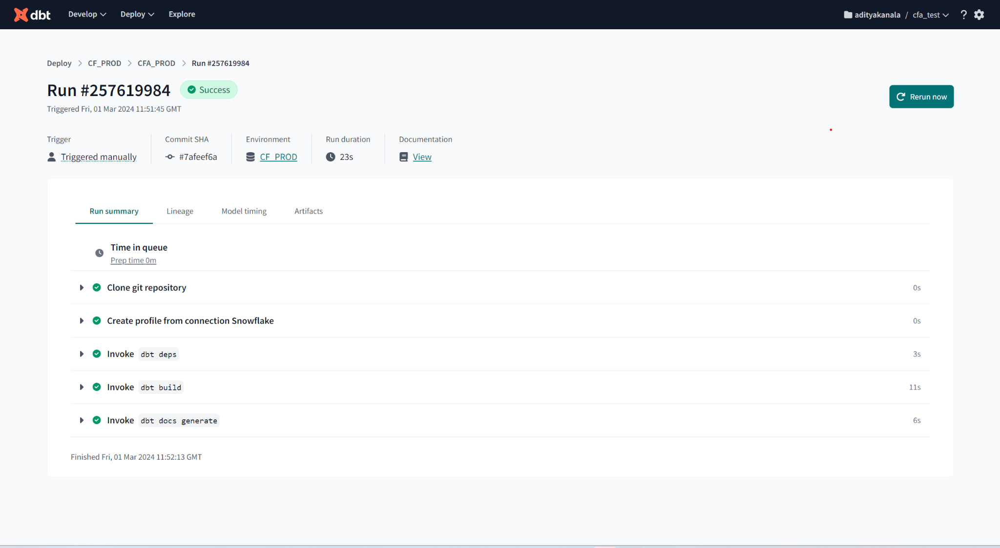 dbt Develop Deploy Explore adityakanala / cfa_test ?
Deploy CF_PROD CFA_PROD Run #257619984
Run #257619984 Success
Rerun now
Triggered Fri, 01 Mar 2024 11:51:45 GMT
Trigger Commit SHA Environment Run duration Documentation
Triggered manually #7afeef6a CF_PROD 23s View
Run summary Lineage Model timing Artifacts
Time in queue
Prep time 0m
Clone git repository 0s
Create profile from connection Snowflake 0s
Invoke dbt deps 3s
Invoke dbt build 11s
Invoke dbt docs generate 6s
Finished Fri, 01 Mar 2024 11:52:13 GMT